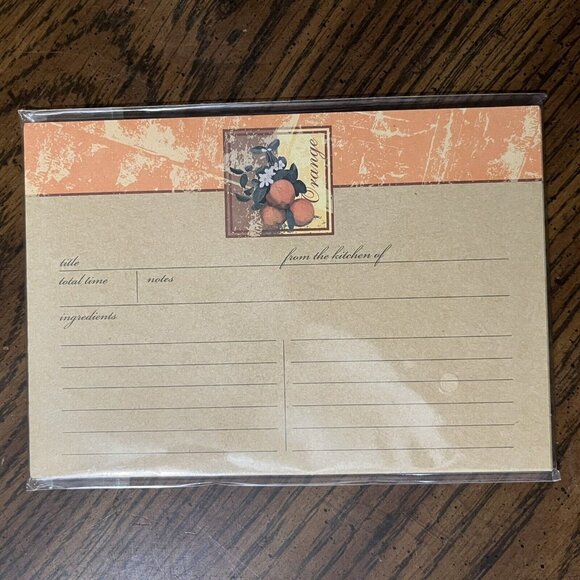 Orange
title from the kitchen of
total time notes
ingredients